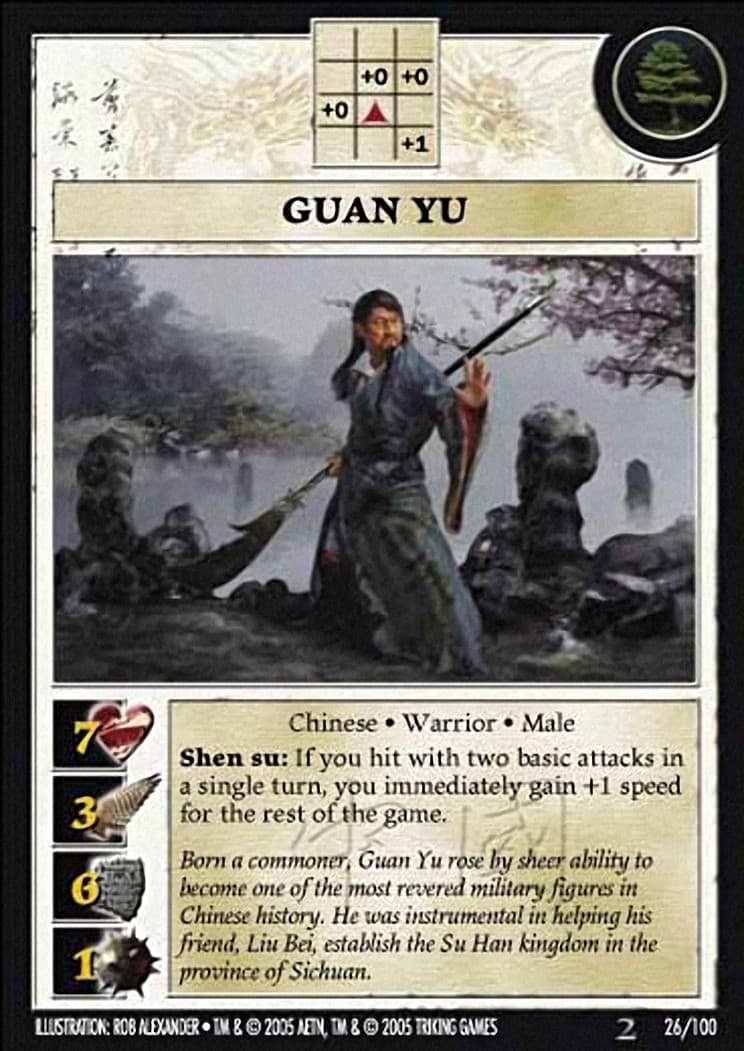 +0 +0
+0
+1
GUAN YU
7
3
6
1
Chinese • Warrior • Male
Shen su: If you hit with two basic attacks in
a single turn, you immediately gain +1 speed
for the rest of the game.
Born a commoner, Guan Yu rose by sheer ability to
become one of the most revered military figures in
Chinese history. He was instrumental in helping his
friend, Liu Bei, establish the Su Han kingdom in the
province of Sichuan.
ILLUSTRATION: ROB ALEXANDER • TM & © 2005 AETN, TM & © 2005 TRIKING GAMES 2 26/100